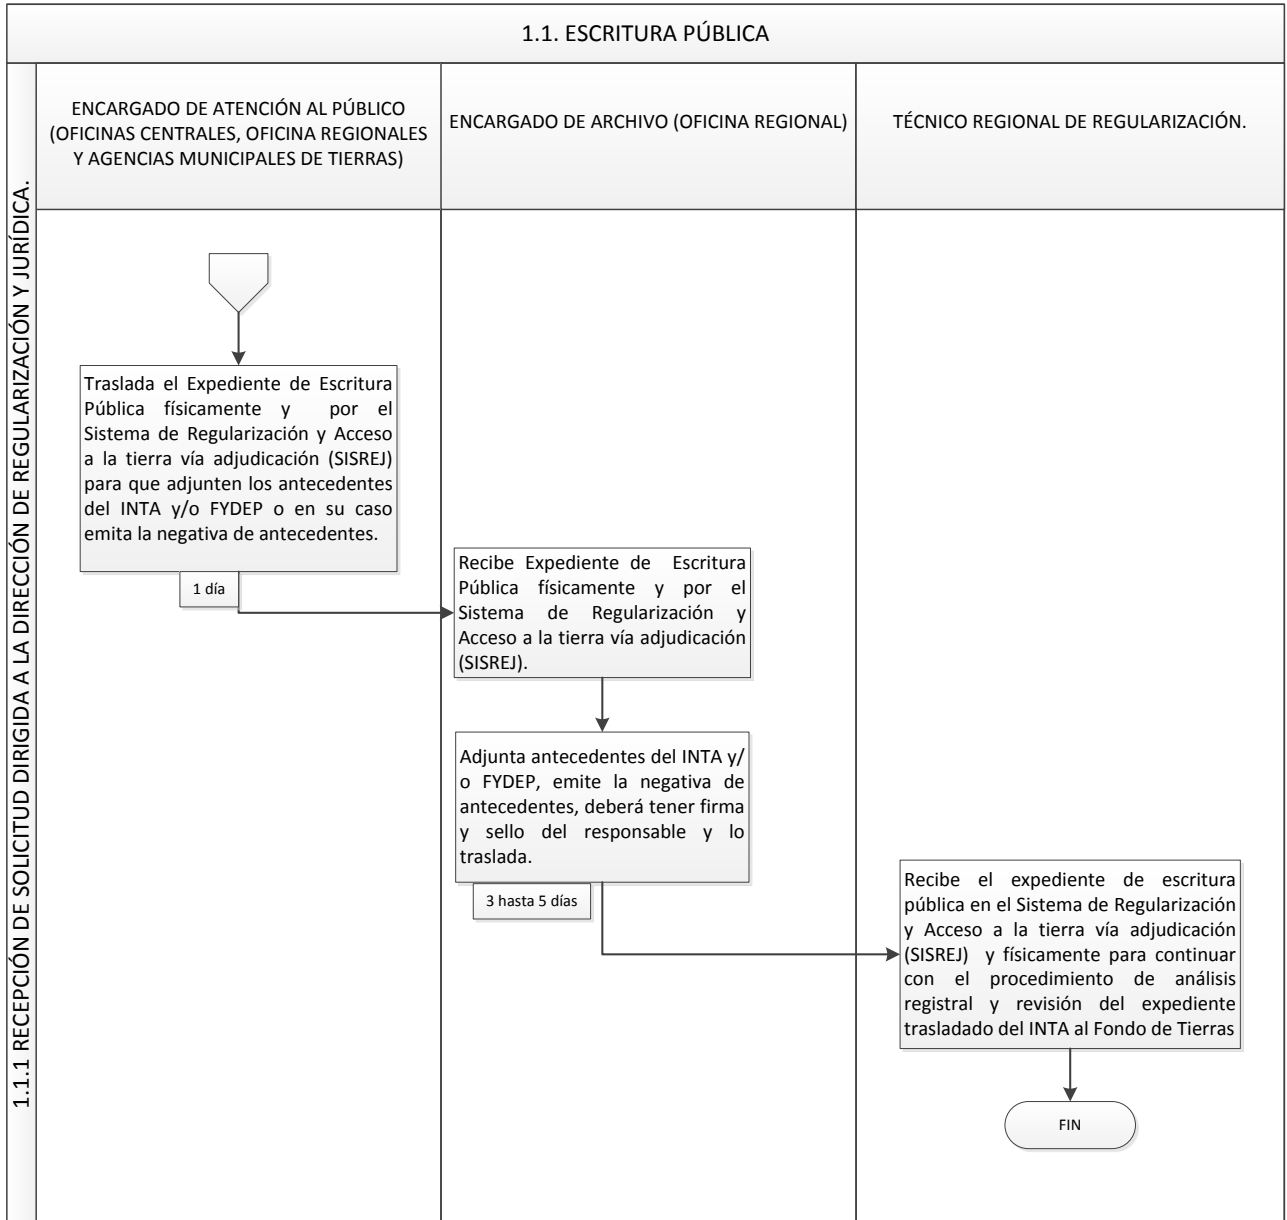 1.1. ESCRITURA PÚBLICA
1.1.1 RECEPCIÓN DE SOLICITUD DIRIGIDA A LA DIRECCIÓN DE REGULARIZACIÓN Y JURÍDICA.
ENCARGADO DE ATENCIÓN AL PÚBLICO
(OFICINAS CENTRALES, OFICINA REGIONALES
Y AGENCIAS MUNICIPALES DE TIERRAS)
ENCARGADO DE ARCHIVO (OFICINA REGIONAL)
TÉCNICO REGIONAL DE REGULARIZACIÓN.
Traslada el Expediente de Escritura
Pública físicamente y por el
Sistema de Regularización y Acceso
a la tierra vía adjudicación (SISREJ)
para que adjunten los antecedentes
del INTA y/o FYDEP o en su caso
emita la negativa de antecedentes.
1 día
Recibe Expediente de Escritura
Pública físicamente y por el
Sistema de Regularización y
Acceso a la tierra vía adjudicación
(SISREJ).
Adjunta antecedentes del INTA y/
o FYDEP, emite la negativa de
antecedentes, deberá tener firma
y sello del responsable y lo
traslada.
3 hasta 5 días
Recibe el expediente de escritura
pública en el Sistema de Regularización
y Acceso a la tierra vía adjudicación
(SISREJ) y físicamente para continuar
con el procedimiento de análisis
registral y revisión del expediente
trasladado del INTA al Fondo de Tierras
FIN